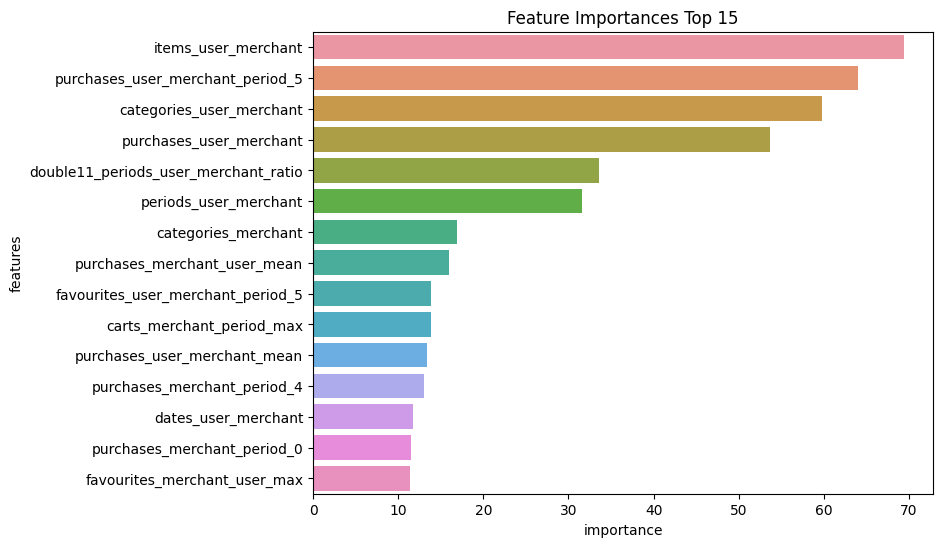 Feature Importances Top 15
features
items_user_merchant
purchases_user_merchant_period_5
categories_user_merchant
purchases_user_merchant
double11_periods_user_merchant_ratio
periods_user_merchant
categories_merchant
purchases_merchant_user_mean
favourites_user_merchant_period_5
carts_merchant_period_max
purchases_user_merchant_mean
purchases_merchant_period_4
dates_user_merchant
purchases_merchant_period_0
favourites_merchant_user_max
0 10 20 30 40 50 60 70
importance